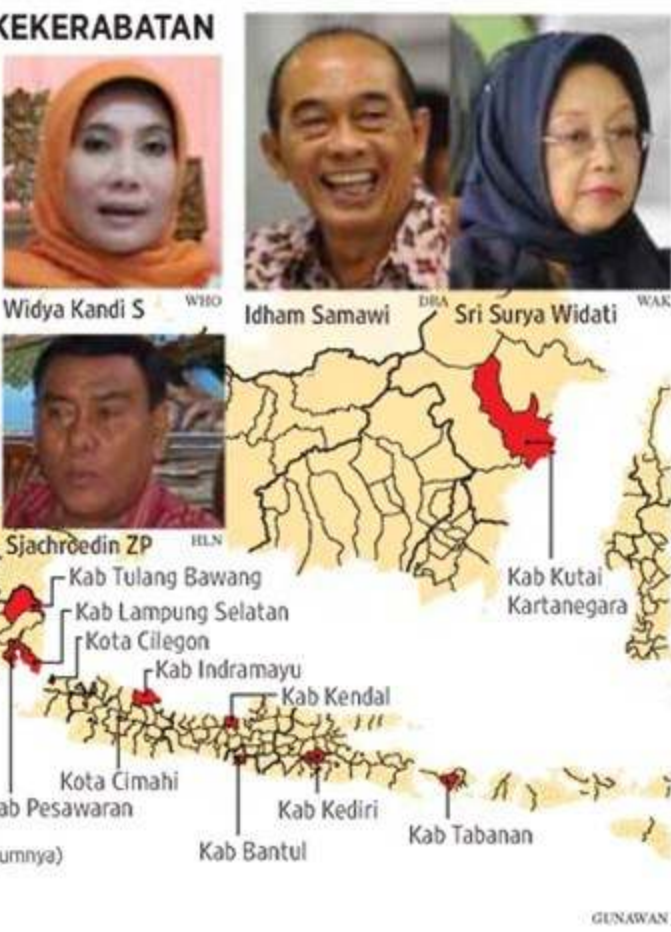 KEKERABATAN
Widya Kandi S
WHO
Idham Samawi
DRA
Sri Surya Widati
WAK
Sjachroedin ZP
HLN
Kab Tulang Bawang
Kab Lampung Selatan
Kota Cilegon
Kab Indramayu
Kab Kendal
Kab Kutai
Kartanegara
Kota Cimahi
ab Pesawaran
Kab Kediri
Kab Bantul
Kab Tabanan
umnya)
GUNAWAN